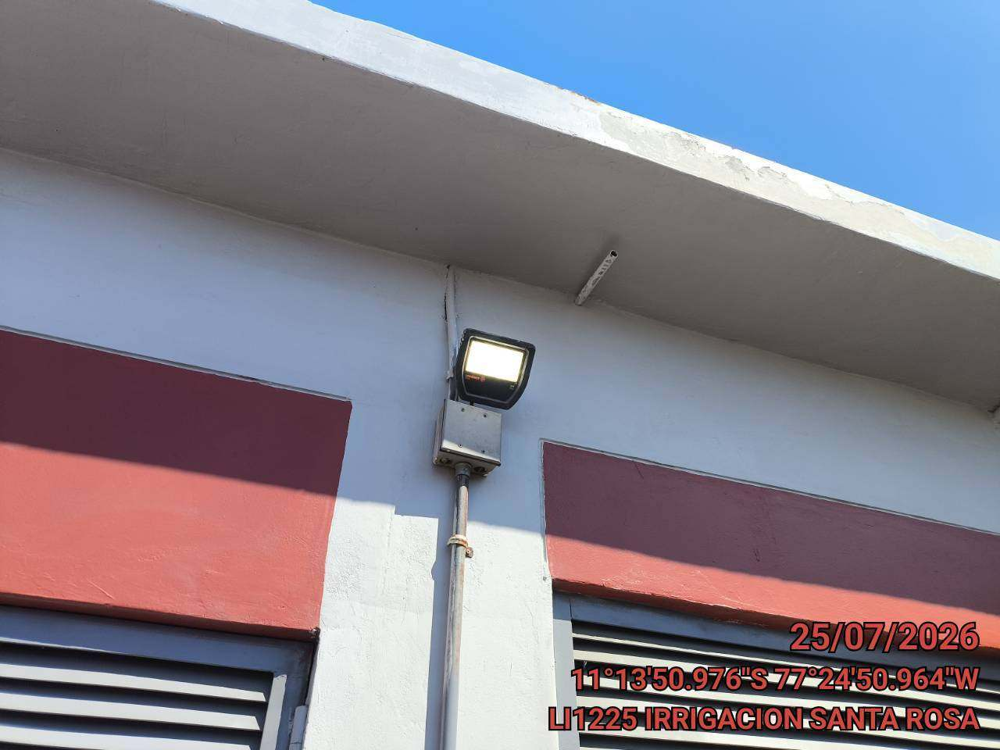 25/07/2026
11°13'50.976"S 77°24'50.964"W
LI1225 IRRIGACION SANTA ROSA